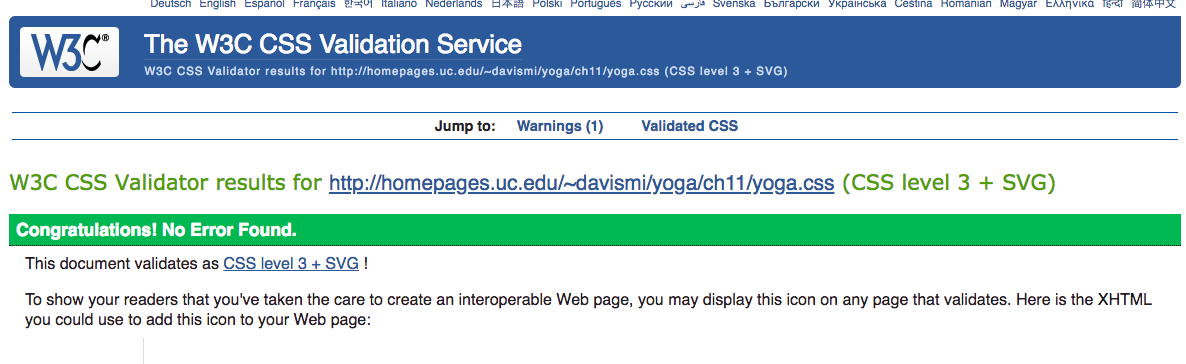 Deutsch English Español Français 한국어 Italiano Nederlands 日本語 Polski Português Русский فارسی Svenska Български Українська Čeština Romanian Magyar Ελληνικά हिन्दी 简体中文
W3C®
The W3C CSS Validation Service
W3C CSS Validator results for http://homepages.uc.edu/~davismi/yoga/ch11/yoga.css (CSS level 3 + SVG)
Jump to: Warnings (1) Validated CSS
W3C CSS Validator results for http://homepages.uc.edu/~davismi/yoga/ch11/yoga.css (CSS level 3 + SVG)
Congratulations! No Error Found.
This document validates as CSS level 3 + SVG !
To show your readers that you've taken the care to create an interoperable Web page, you may display this icon on any page that validates. Here is the XHTML
you could use to add this icon to your Web page: